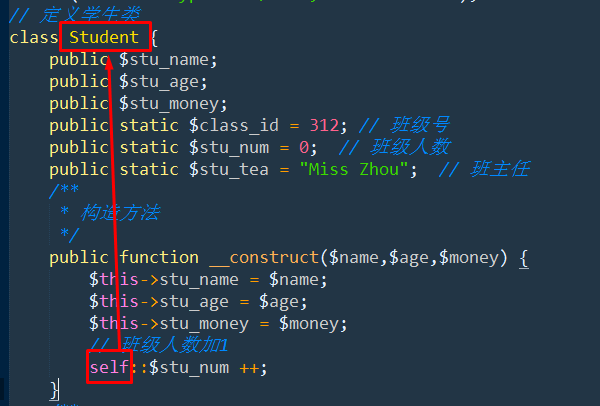 // 定义学生类
class Student {
public $stu_name;
public $stu_age;
public $stu_money;
public static $class_id = 312; // 班级号
public static $stu_num = 0;  // 班级人数
public static $stu_tea = "Miss Zhou";  // 班主任
/**
* 构造方法
*/
public function __construct($name,$age,$money) {
$this->stu_name = $name;
$this->stu_age = $age;
$this->stu_money = $money;
// 班级人数加1
self::$stu_num ++;
}